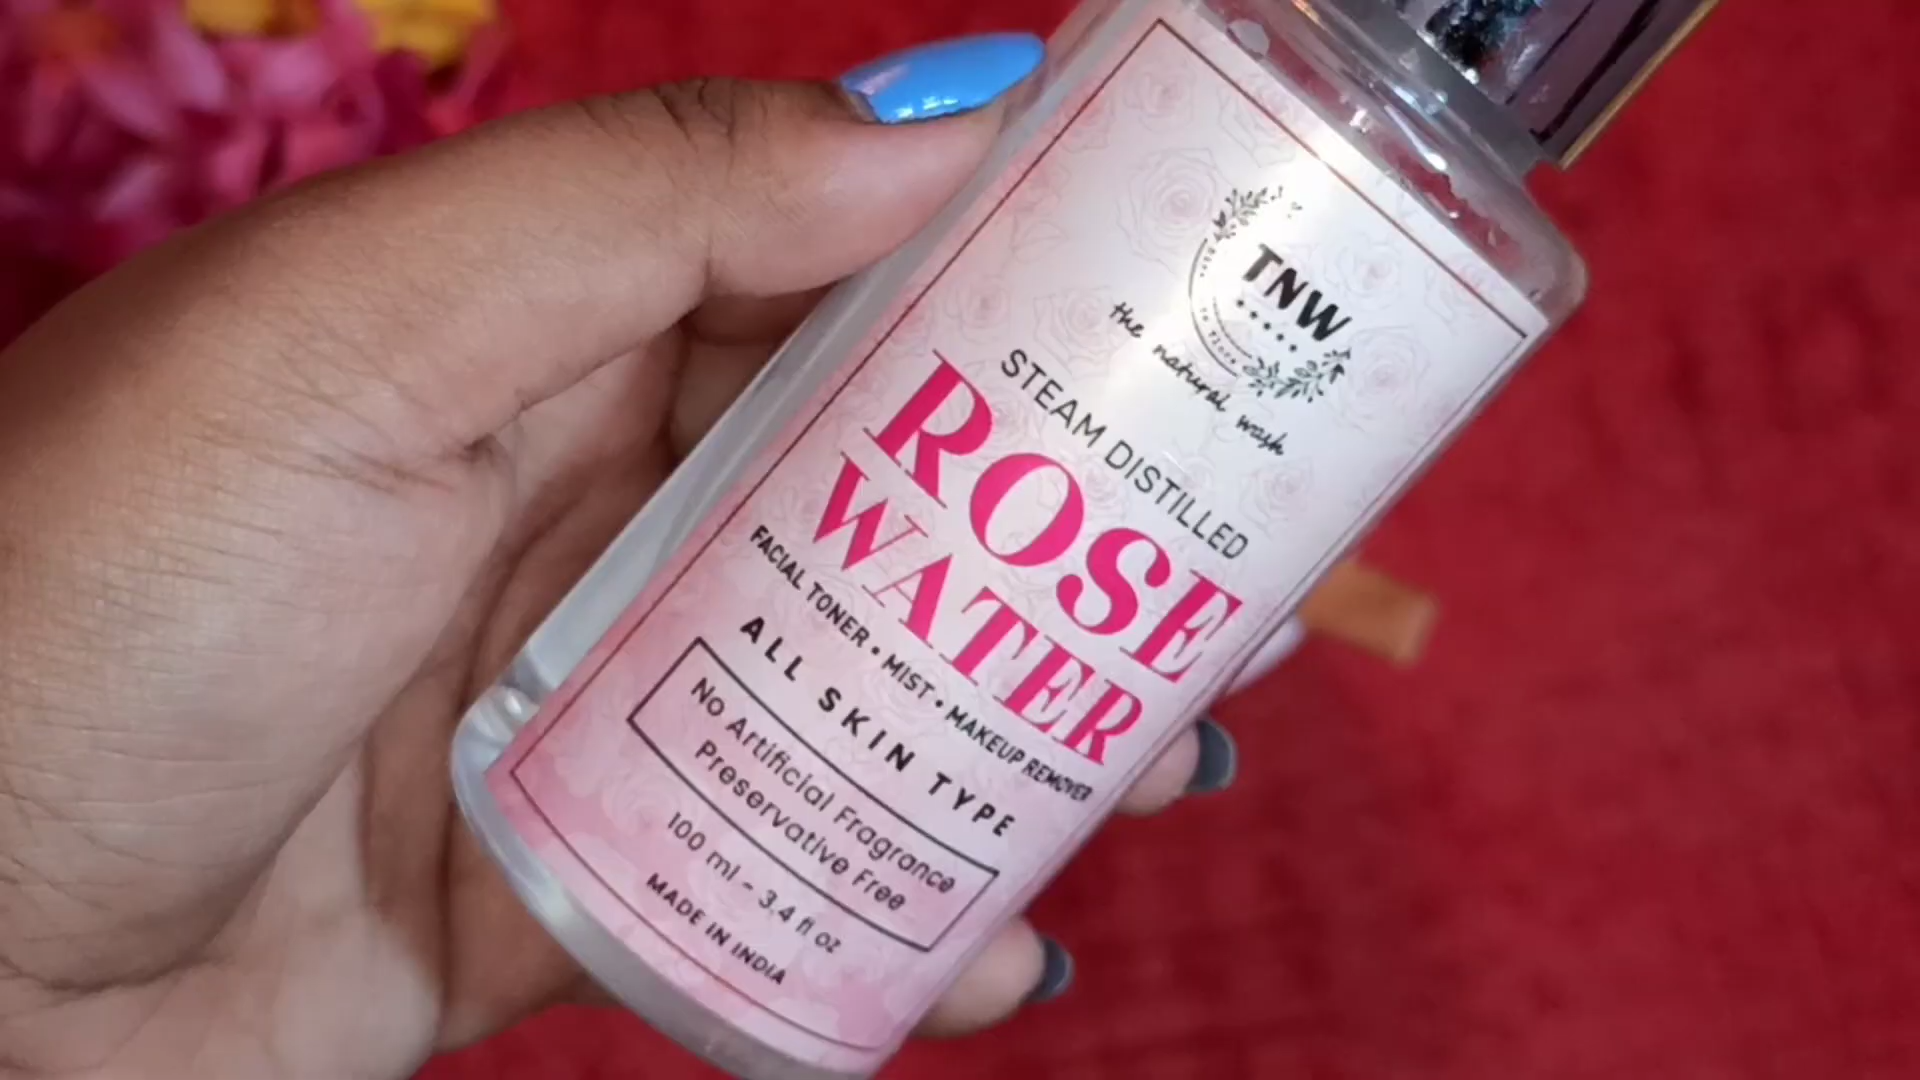 TNW
the natural wash
STEAM DISTILLED
ROSE
WATER
FACIAL TONER • MIST • MAKEUP REMOVER
ALL SKIN TYPE
No Artificial Fragrance
Preservative Free
100 ml - 3.4 fl oz
MADE IN INDIA